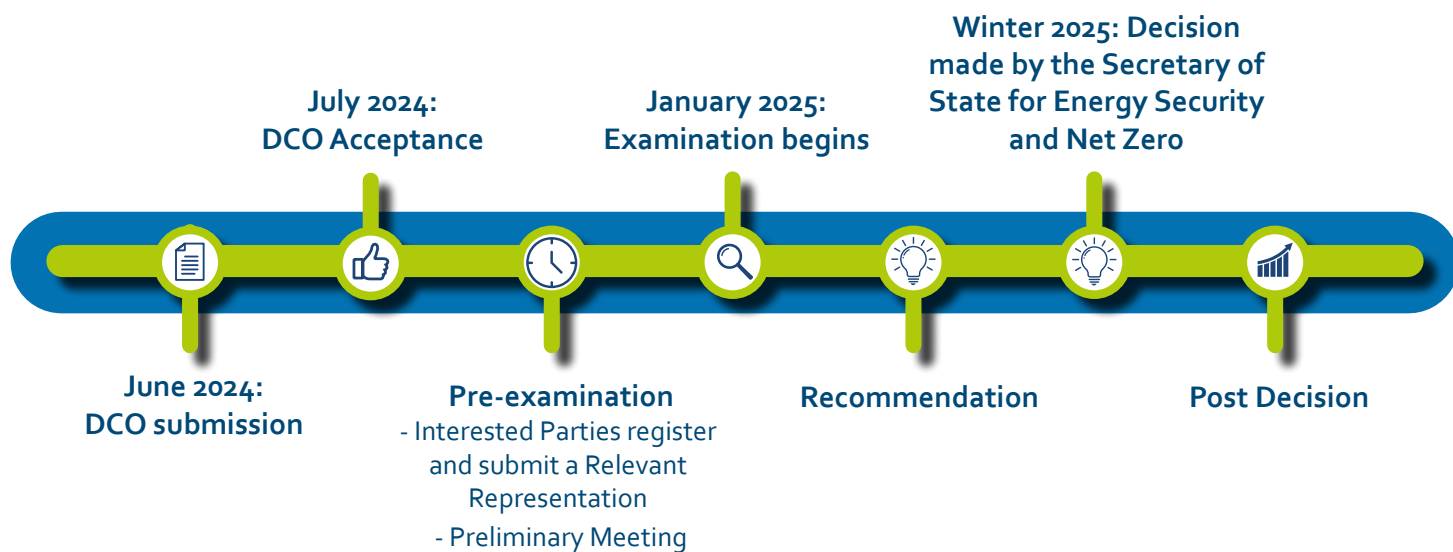 June 2024:
DCO submission
July 2024:
DCO Acceptance
Pre-examination
- Interested Parties register
and submit a Relevant
Representation
- Preliminary Meeting
January 2025:
Examination begins
Recommendation
Winter 2025: Decision
made by the Secretary of
State for Energy Security
and Net Zero
Post Decision